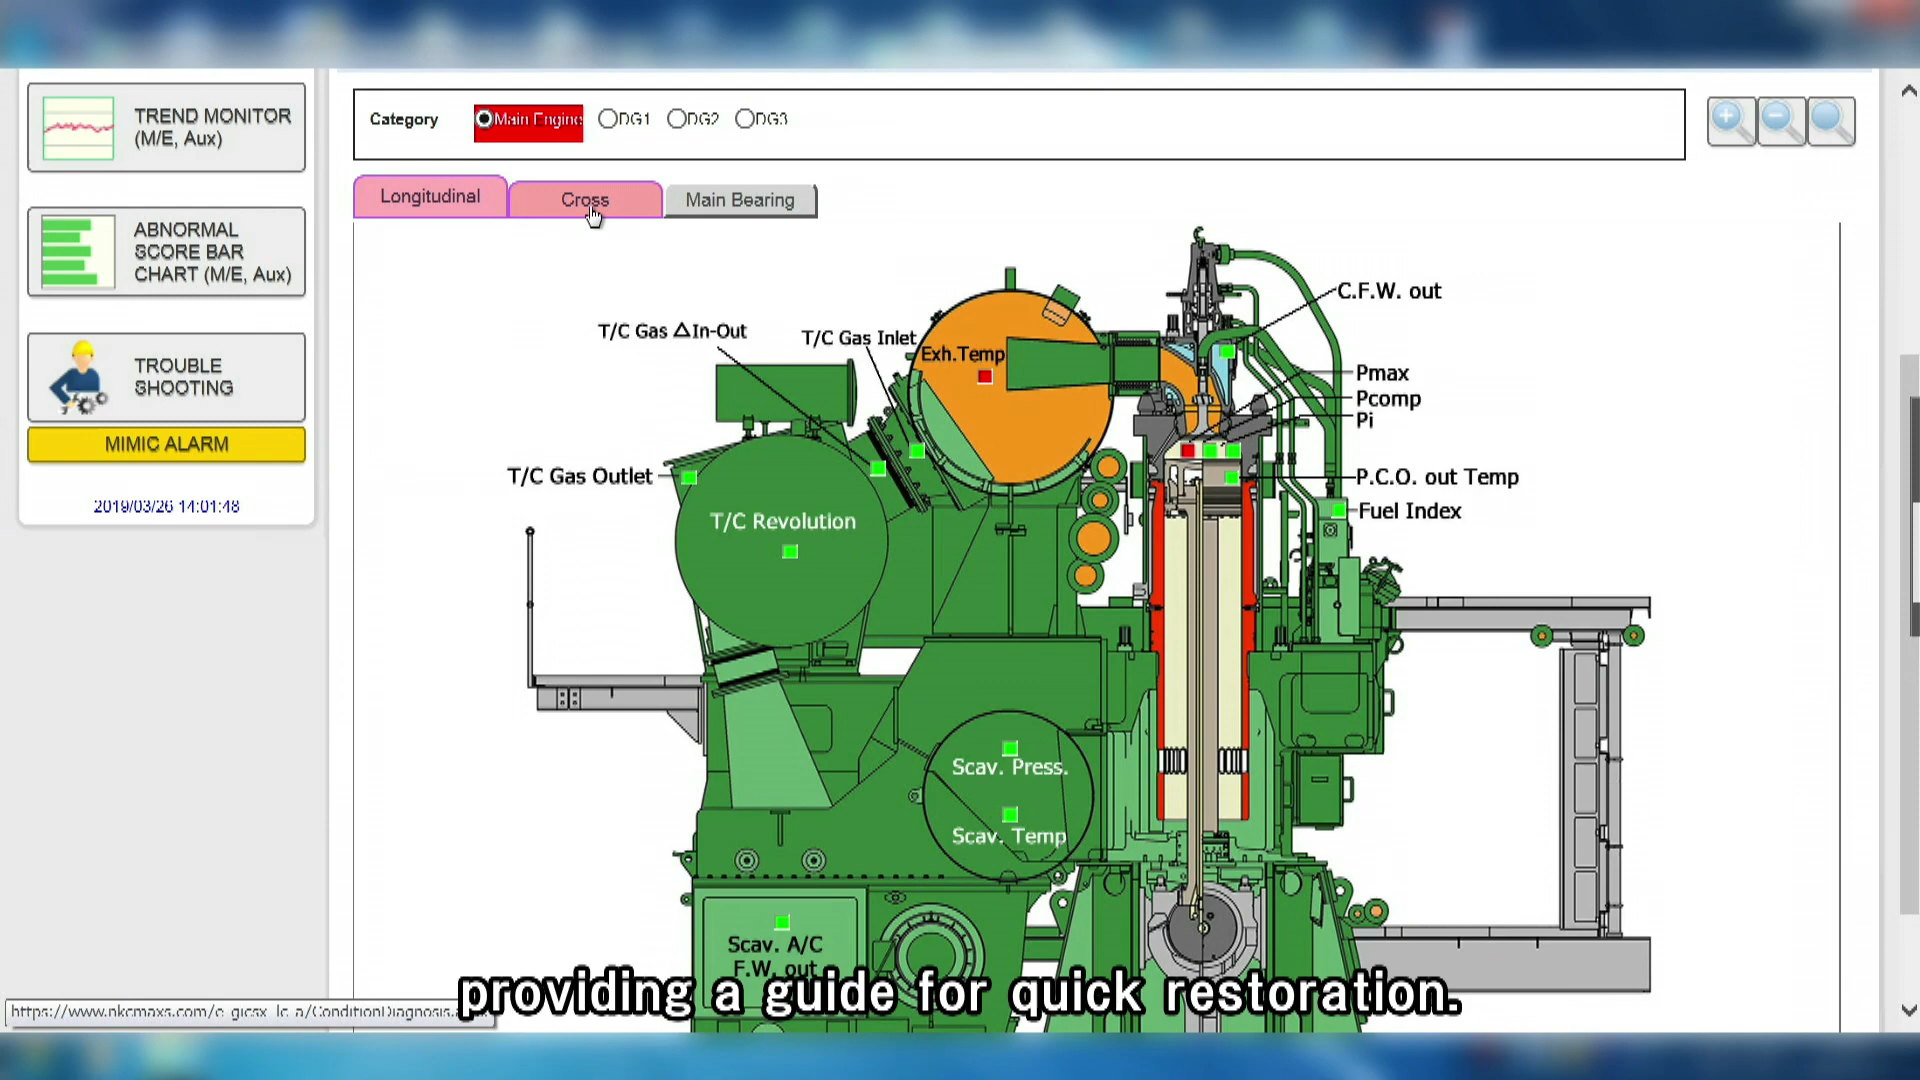 TREND MONITOR
(M/E, Aux)
ABNORMAL
SCORE BAR
CHART (M/E, Aux)
TROUBLE
SHOOTING
MIMIC ALARM
2019/03/26 14:01:48
Category Main Engine DG1 DG2 DG3
Longitudinal Cross Main Bearing
C.F.W. out
T/C Gas △In-Out
T/C Gas Inlet
Exh.Temp
Pmax
Pcomp
Pi
T/C Gas Outlet
P.C.O. out Temp
Fuel Index
T/C Revolution
Scav. Press.
Scav. Temp
Scav. A/C
F.W. out
providing a guide for quick restoration.